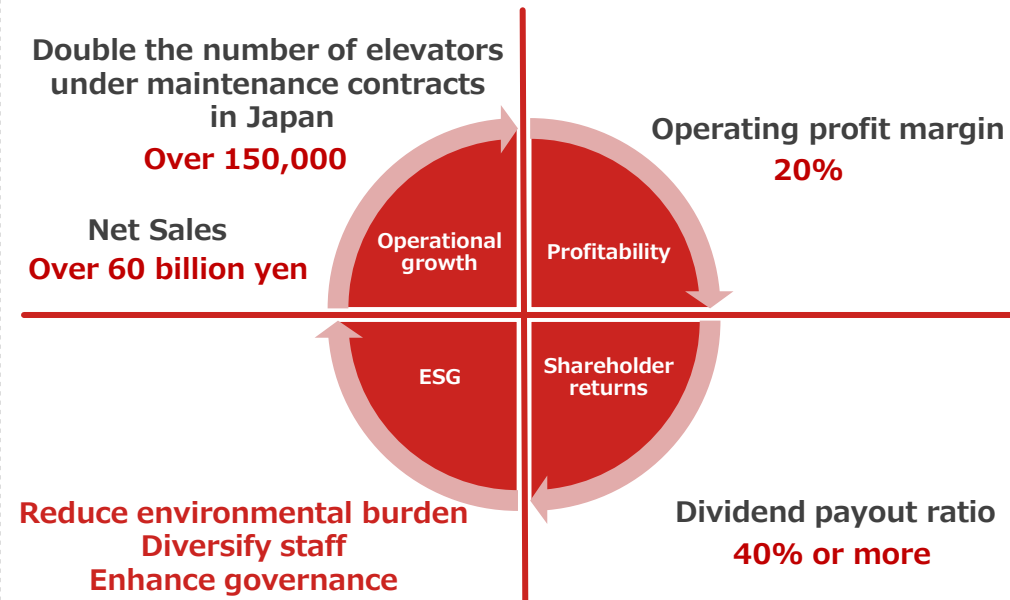 Double the number of elevators
under maintenance contracts
in Japan
Over 150,000
Net Sales
Over 60 billion yen
Operational
growth
Operating profit margin
20%
Profitability
ESG
Reduce environmental burden
Diversify staff
Enhance governance
Shareholder
returns
Dividend payout ratio
40% or more